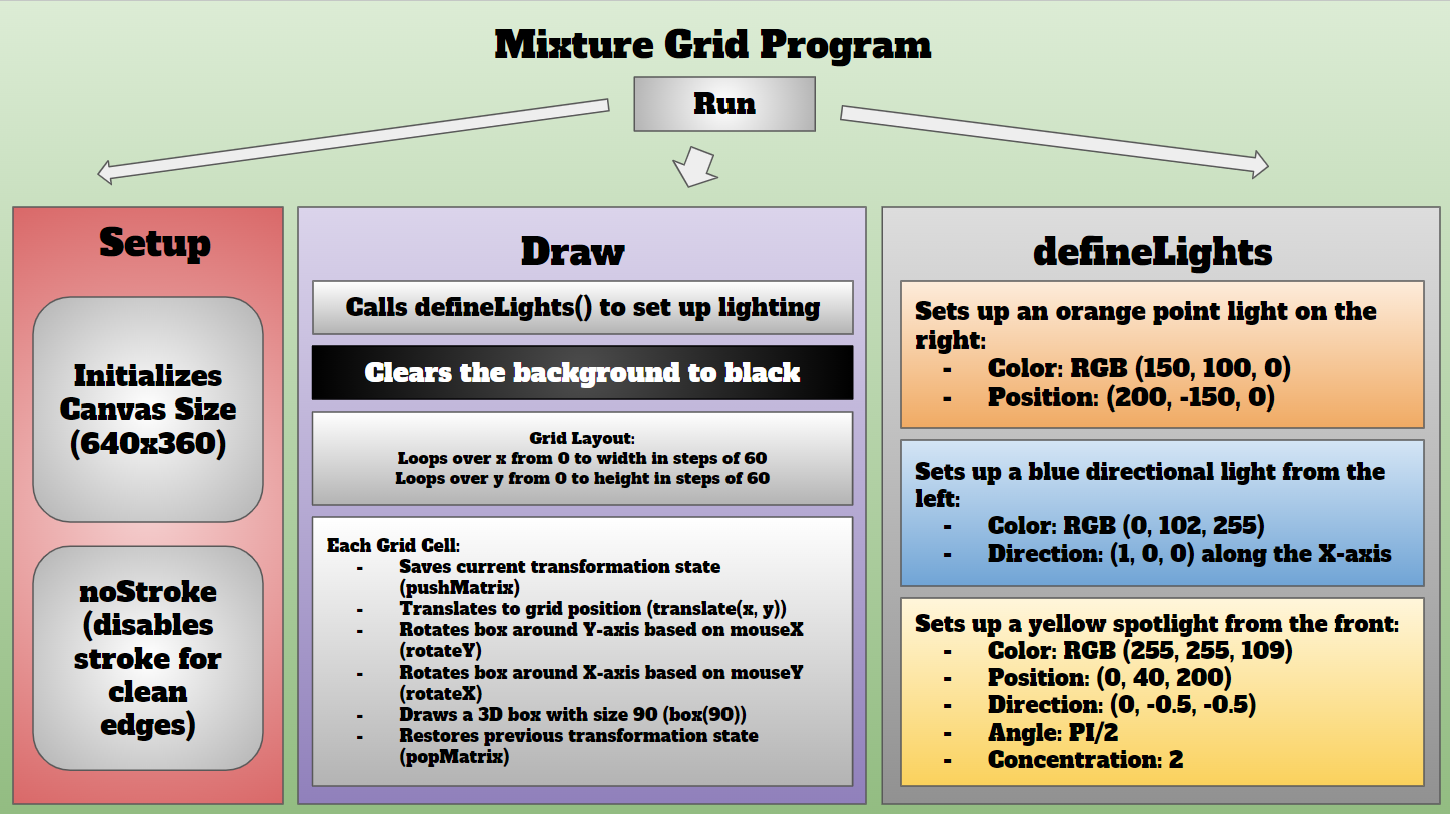 Mixture Grid Program
Run
Setup
Initializes
Canvas Size
(640x360)
noStroke
(disables
stroke for
clean
edges)
Draw
Calls defineLights() to set up lighting
Clears the background to black
Grid Layout:
Loops over x from 0 to width in steps of 60
Loops over y from 0 to height in steps of 60
Each Grid Cell:
- Saves current transformation state
(pushMatrix)
- Translates to grid position (translate(x, y))
- Rotates box around Y-axis based on mouseX
(rotateY)
- Rotates box around X-axis based on mouseY
(rotateX)
- Draws a 3D box with size 90 (box(90))
- Restores previous transformation state
(popMatrix)
defineLights
Sets up an orange point light on the
right:
- Color: RGB (150, 100, 0)
- Position: (200, -150, 0)
Sets up a blue directional light from the
left:
- Color: RGB (0, 102, 255)
- Direction: (1, 0, 0) along the X-axis
Sets up a yellow spotlight from the front:
- Color: RGB (255, 255, 109)
- Position: (0, 40, 200)
- Direction: (0, -0.5, -0.5)
- Angle: PI/2
- Concentration: 2